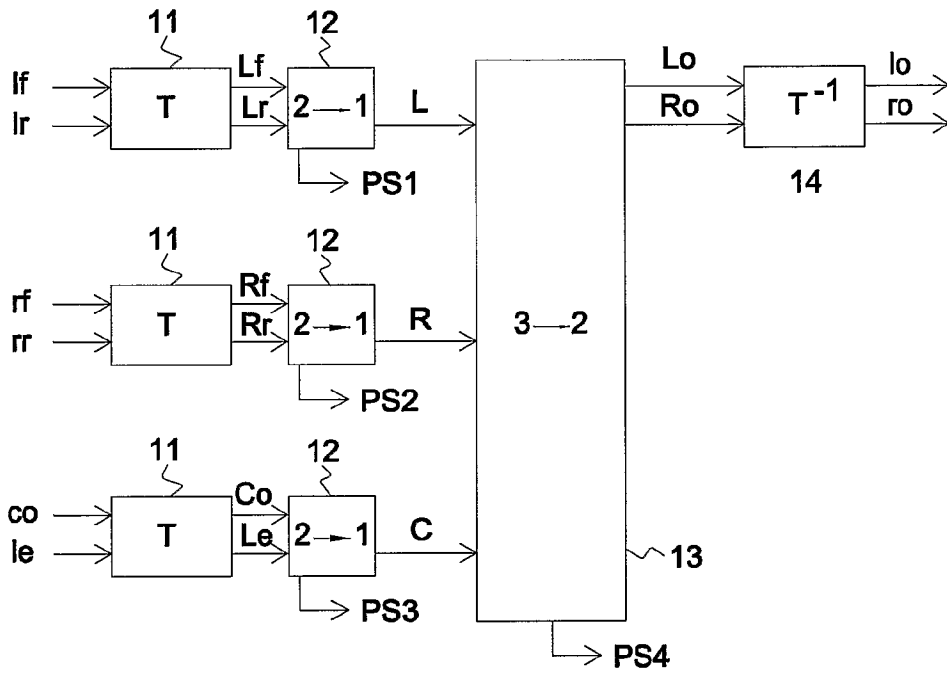 11
12
lf
lr
T
Lf
Lr
2 → 1
L
PS1
Lo
Ro
T⁻¹
lo
ro
14
11
12
rf
rr
T
Rf
Rr
2 → 1
R
PS2
3 → 2
11
12
co
le
T
Co
Le
2 → 1
C
PS3
13
PS4